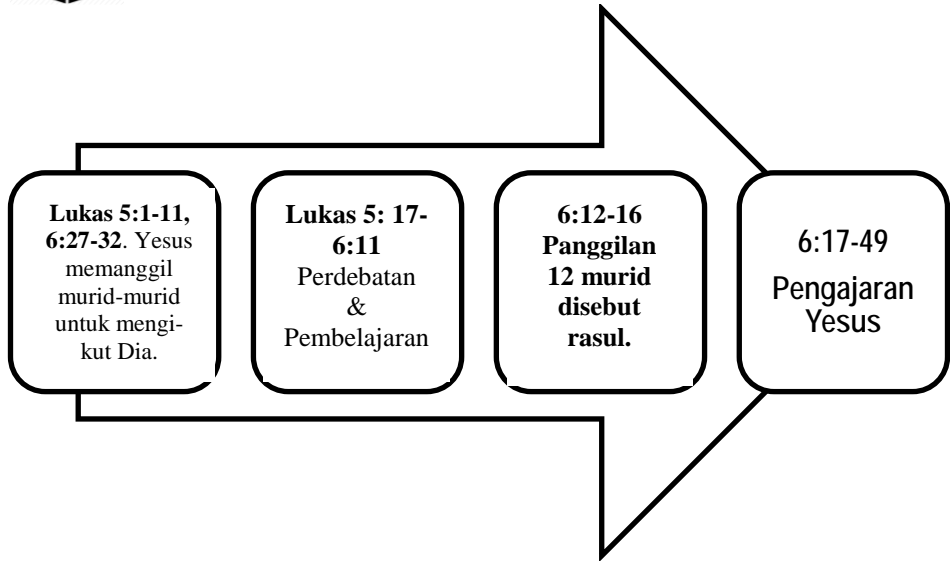 Lukas 5:1-11,
6:27-32. Yesus
memanggil
murid-murid
untuk mengi-
kut Dia.
Lukas 5: 17-
6:11
Perdebatan
&
Pembelajaran
6:12-16
Panggilan
12 murid
disebut
rasul.
6:17-49
Pengajaran
Yesus